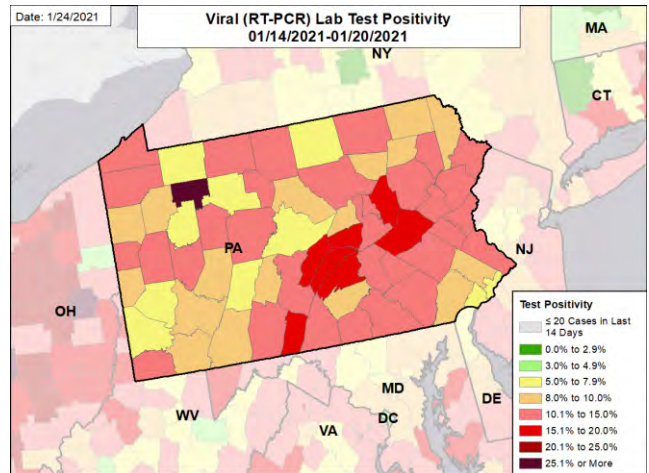 Date: 1/24/2021
Viral (RT-PCR) Lab Test Positivity
01/14/2021-01/20/2021
NY
MA
CT
PA
NJ
OH
WV
VA
MD
DC
DE
Test Positivity
≤ 20 Cases in Last
14 Days
0.0% to 2.9%
3.0% to 4.9%
5.0% to 7.9%
8.0% to 10.0%
10.1% to 15.0%
15.1% to 20.0%
20.1% to 25.0%
25.1% or More